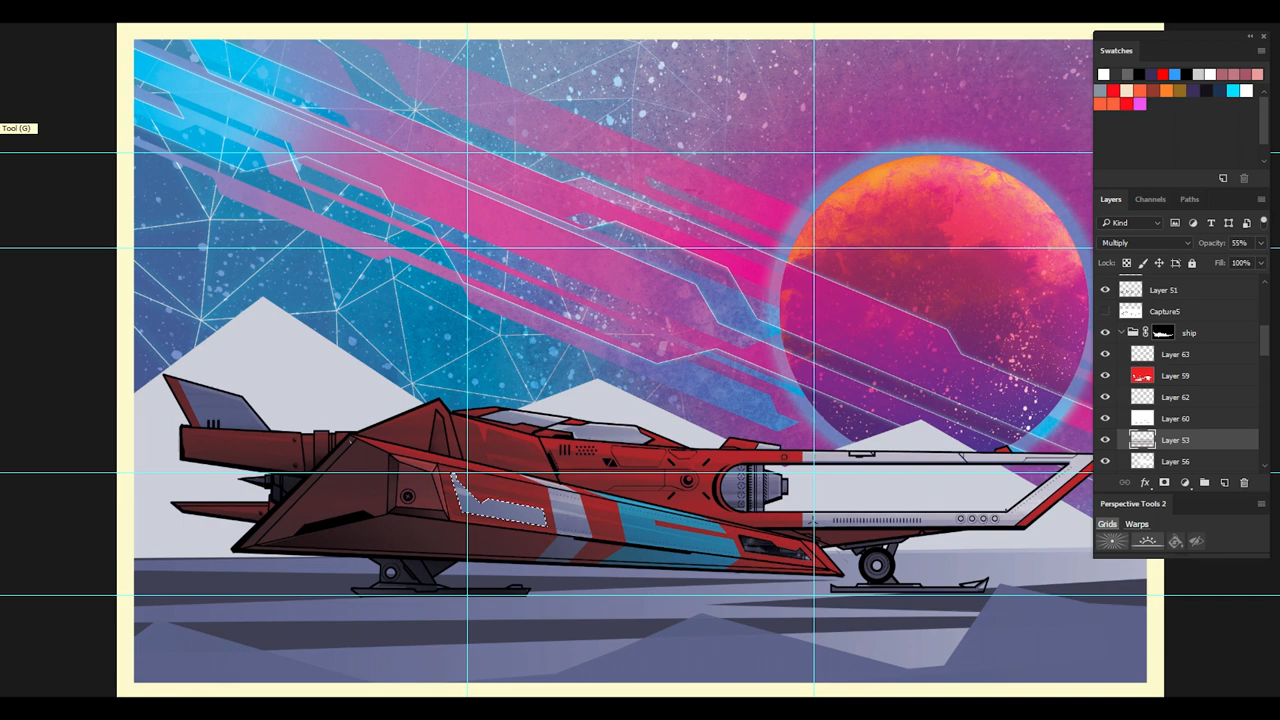 Swatches
Tool (G)
Layers Channels Paths
Kind
Multiply Opacity: 55%
Lock: Fill: 100%
Layer 51
Capture5
ship
Layer 63
Layer 59
Layer 62
Layer 60
Layer 53
Layer 56
fx
Perspective Tools 2
Grids Warps